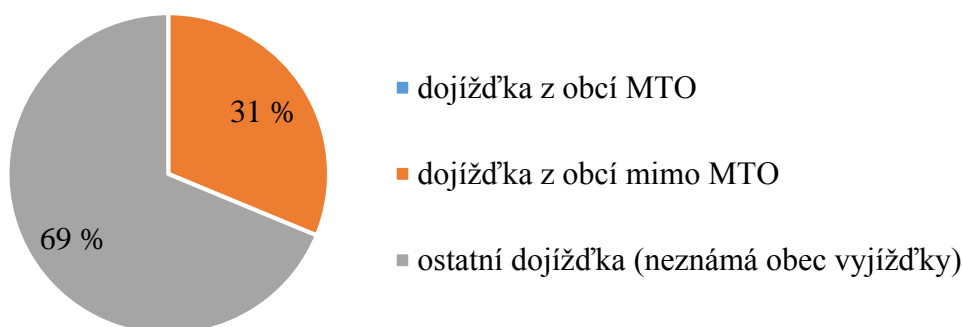 31 %
69 %
dojížďka z obcí MTO
dojížďka z obcí mimo MTO
ostatní dojížďka (neznámá obec vyjížďky)